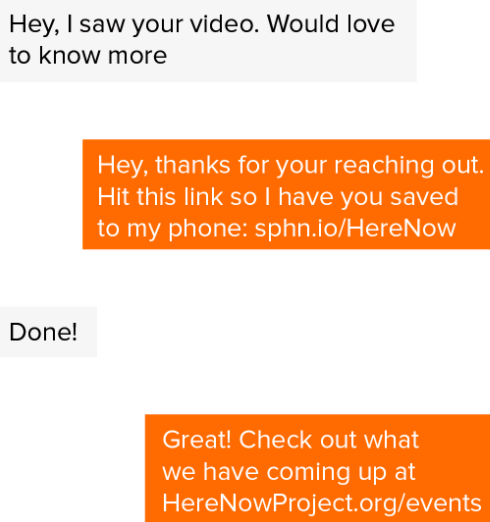 Hey, I saw your video. Would love
to know more
Hey, thanks for your reaching out.
Hit this link so I have you saved
to my phone: sphn.io/HereNow
Done!
Great! Check out what
we have coming up at
HereNowProject.org/events